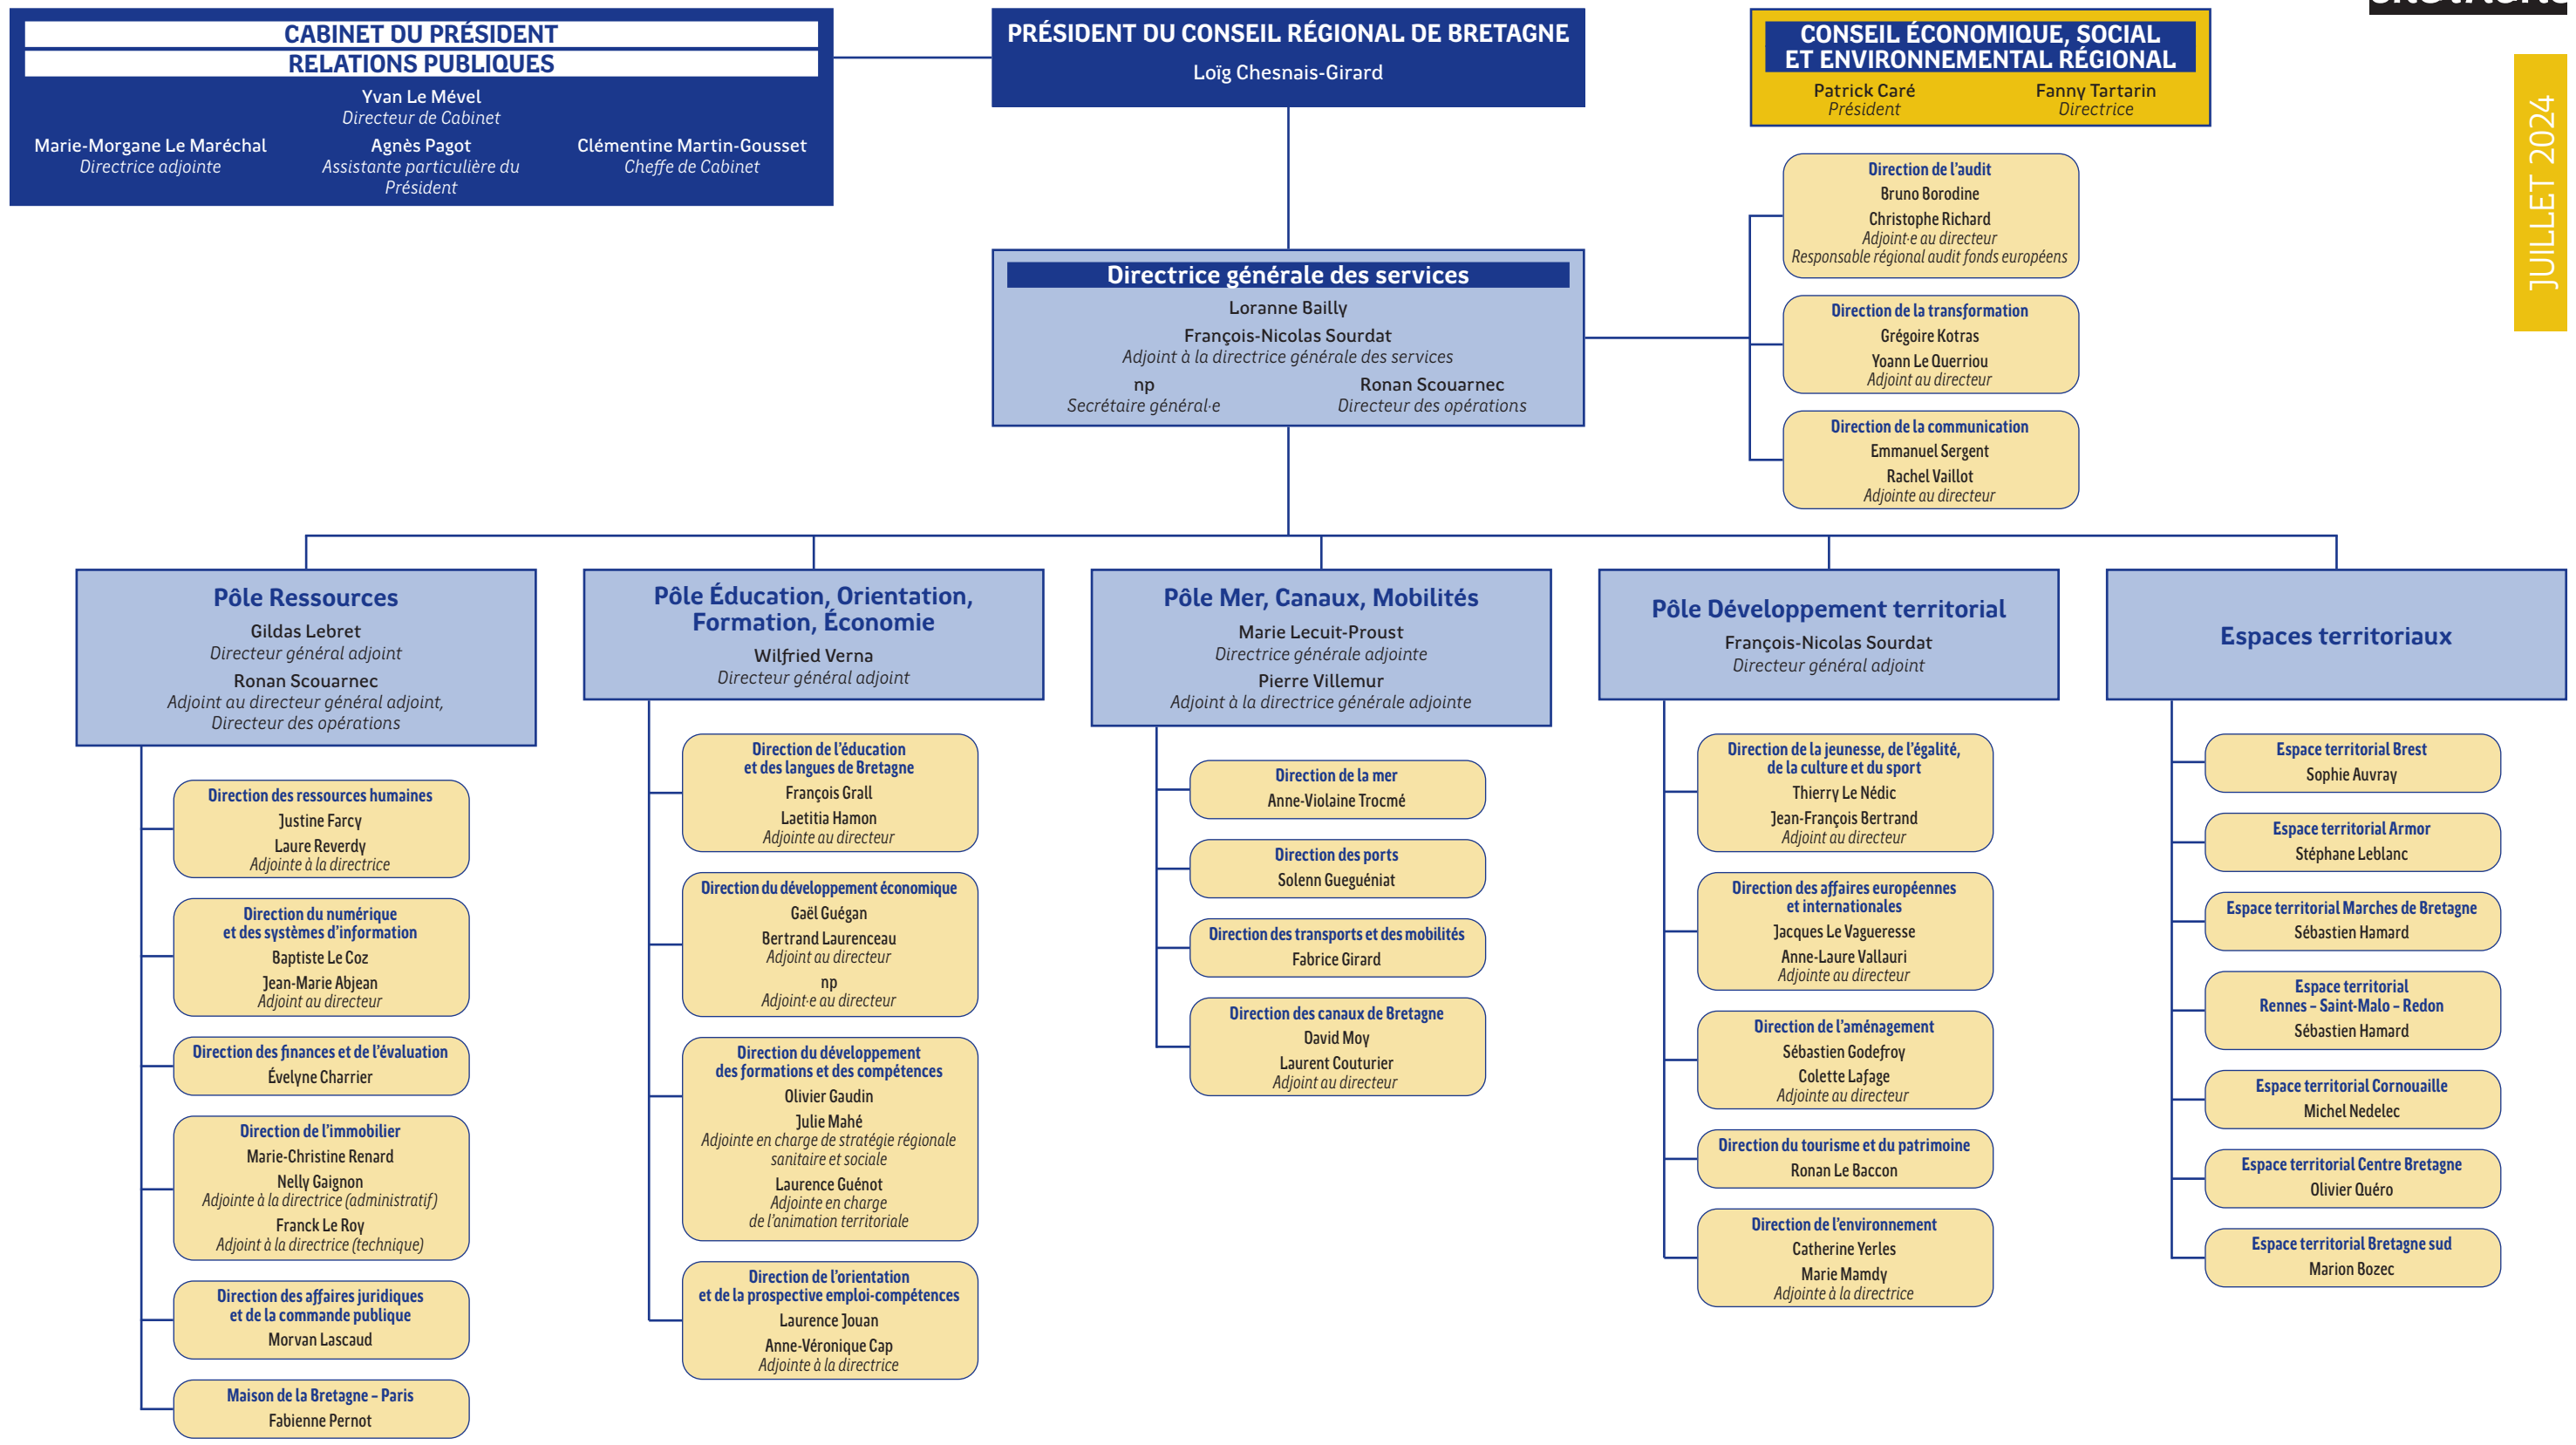 CABINET DU PRÉSIDENT
RELATIONS PUBLIQUES
Yvan Le Mével
Directeur de Cabinet
Marie-Morgane Le Maréchal
Directrice adjointe
Agnès Pagot
Assistante particulière du
Président
Clémentine Martin-Gousset
Cheffe de Cabinet
PRÉSIDENT DU CONSEIL RÉGIONAL DE BRETAGNE
Loïg Chesnais-Girard
CONSEIL ÉCONOMIQUE, SOCIAL
ET ENVIRONNEMENTAL RÉGIONAL
Patrick Caré
Président
Fanny Tartarin
Directrice
JUILLET 2024
Directrice générale des services
Loranne Bailly
François-Nicolas Sourdat
Adjoint à la directrice générale des services
np
Secrétaire général·e
Ronan Scouarnec
Directeur des opérations
Direction de l'audit
Bruno Borodine
Christophe Richard
Adjoint·e au directeur
Responsable régional audit fonds européens
Direction de la transformation
Grégoire Kotras
Yoann Le Querriou
Adjoint au directeur
Direction de la communication
Emmanuel Sergent
Rachel Vaillot
Adjointe au directeur
Pôle Ressources
Gildas Lebret
Directeur général adjoint
Ronan Scouarnec
Adjoint au directeur général adjoint,
Directeur des opérations
Direction des ressources humaines
Justine Farcy
Laure Reverdy
Adjointe à la directrice
Direction du numérique
et des systèmes d'information
Baptiste Le Coz
Jean-Marie Abjean
Adjoint au directeur
Direction des finances et de l'évaluation
Évelyne Charrier
Direction de l'immobilier
Marie-Christine Renard
Nelly Gaignon
Adjointe à la directrice (administratif)
Franck Le Roy
Adjoint à la directrice (technique)
Direction des affaires juridiques
et de la commande publique
Morvan Lascaud
Maison de la Bretagne – Paris
Fabienne Pernot
Pôle Éducation, Orientation,
Formation, Économie
Wilfried Verna
Directeur général adjoint
Direction de l'éducation
et des langues de Bretagne
François Grall
Laetitia Hamon
Adjointe au directeur
Direction du développement économique
Gaël Guégan
Bertrand Laurenceau
Adjoint au directeur
np
Adjoint·e au directeur
Direction du développement
des formations et des compétences
Olivier Gaudin
Julie Mahé
Adjointe en charge de stratégie régionale
sanitaire et sociale
Laurence Guénot
Adjointe en charge
de l'animation territoriale
Direction de l'orientation
et de la prospective emploi-compétences
Laurence Jouan
Anne-Véronique Cap
Adjointe à la directrice
Pôle Mer, Canaux, Mobilités
Marie Lecuit-Proust
Directrice générale adjointe
Pierre Villemur
Adjoint à la directrice générale adjointe
Direction de la mer
Anne-Violaine Trocmé
Direction des ports
Solenn Gueguéniat
Direction des transports et des mobilités
Fabrice Girard
Direction des canaux de Bretagne
David Moy
Laurent Couturier
Adjoint au directeur
Pôle Développement territorial
François-Nicolas Sourdat
Directeur général adjoint
Direction de la jeunesse, de l'égalité,
de la culture et du sport
Thierry Le Nédic
Jean-François Bertrand
Adjoint au directeur
Direction des affaires européennes
et internationales
Jacques Le Vagueresse
Anne-Laure Vallauri
Adjointe au directeur
Direction de l'aménagement
Sébastien Godefroy
Colette Lafage
Adjointe au directeur
Direction du tourisme et du patrimoine
Ronan Le Baccon
Direction de l'environnement
Catherine Yerles
Marie Mamdy
Adjointe à la directrice
Espaces territoriaux
Espace territorial Brest
Sophie Auvray
Espace territorial Armor
Stéphane Leblanc
Espace territorial Marches de Bretagne
Sébastien Hamard
Espace territorial
Rennes – Saint-Malo – Redon
Sébastien Hamard
Espace territorial Cornouaille
Michel Nedelec
Espace territorial Centre Bretagne
Olivier Quéro
Espace territorial Bretagne sud
Marion Bozec